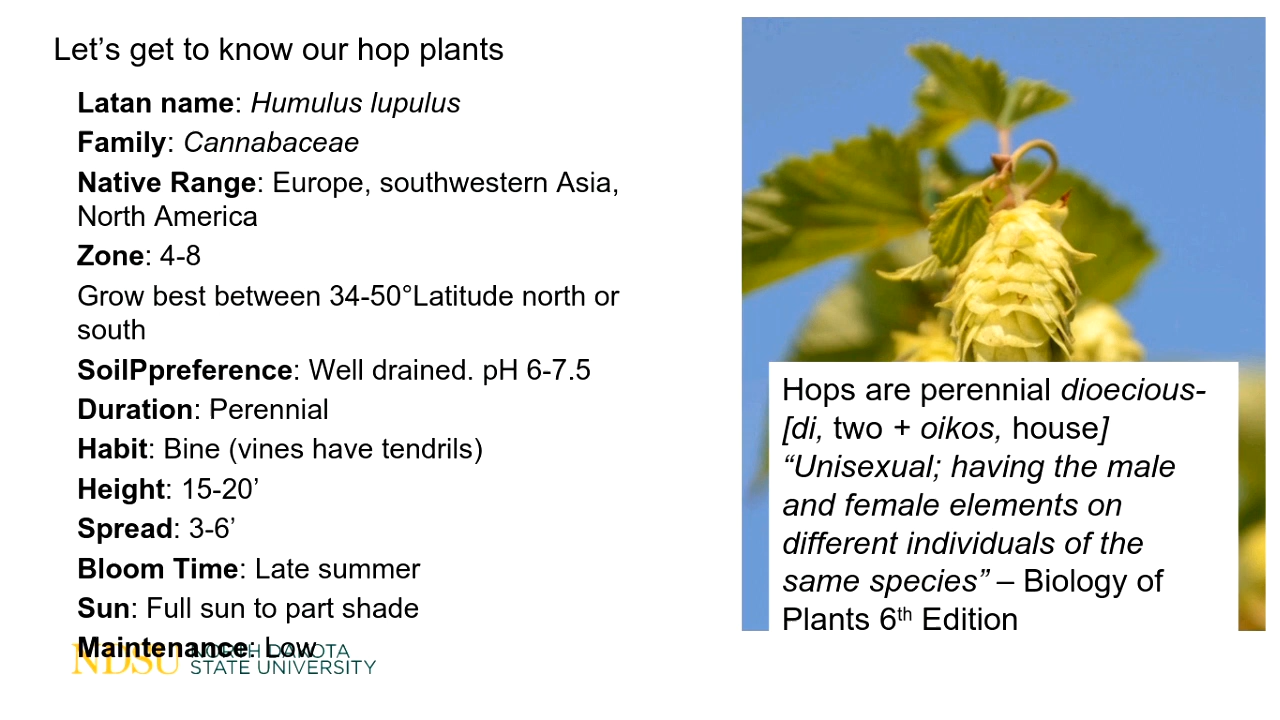 Let’s get to know our hop plants
Latan name: Humulus lupulus
Family: Cannabaceae
Native Range: Europe, southwestern Asia,
North America
Zone: 4-8
Grow best between 34-50°Latitude north or
south
SoilPpreference: Well drained. pH 6-7.5
Duration: Perennial
Habit: Bine (vines have tendrils)
Height: 15-20’
Spread: 3-6’
Bloom Time: Late summer
Sun: Full sun to part shade
Maintenance: Low
NDSU NORTH DAKOTA
STATE UNIVERSITY
Hops are perennial dioecious-
[di, two + oikos, house]
“Unisexual; having the male
and female elements on
different individuals of the
same species” – Biology of
Plants 6th Edition